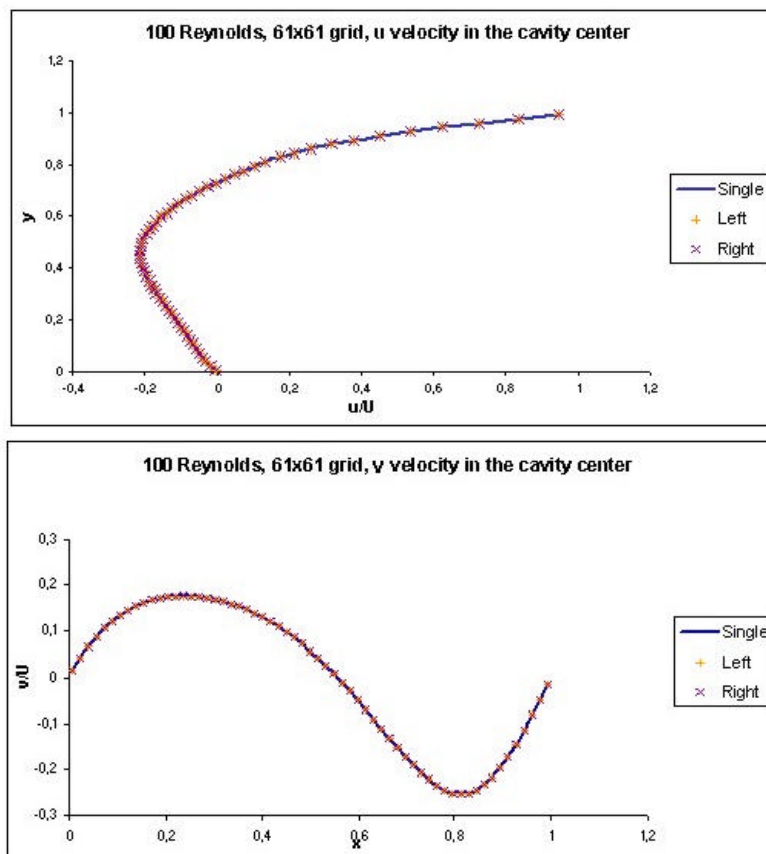 100 Reynolds, 61x61 grid, u velocity in the cavity center
1,2
1
0,8
0,6
0,4
0,2
0
y
-0,4 -0,2 0 0,2 0,4 0,6 0,8 1 1,2
u/U
Single
Left
Right
100 Reynolds, 61x61 grid, v velocity in the cavity center
0,3
0,2
0,1
0
-0,1
-0,2
-0,3
v/U
0 0,2 0,4 0,6 0,8 1 1,2
x
Single
Left
Right